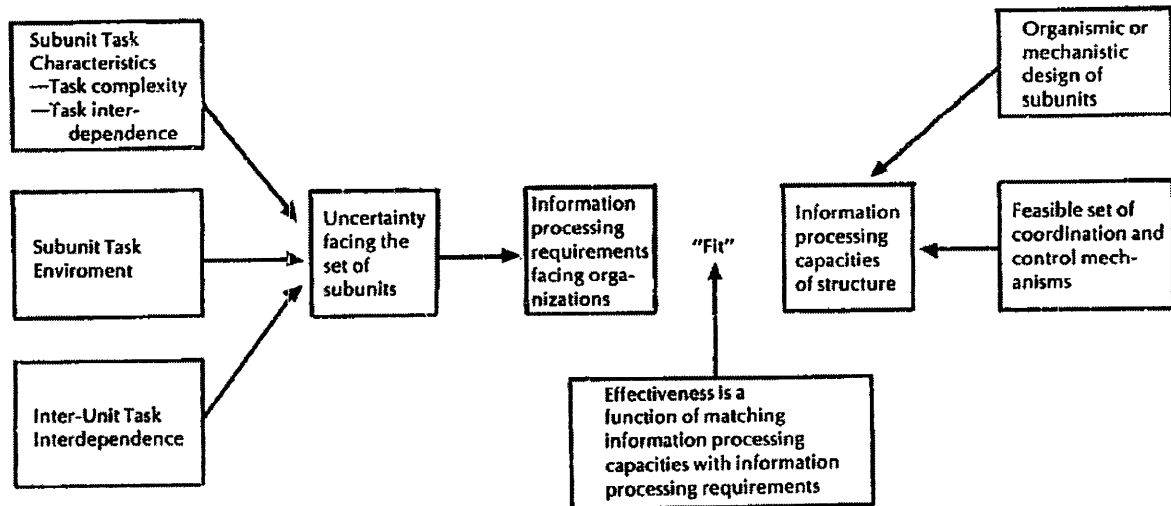 Subunit Task
Characteristics
—Task complexity
—Task inter-
dependence
Subunit Task
Enviroment
Inter-Unit Task
Interdependence
Uncertainty
facing the
set of
subunits
Information
processing
requirements
facing orga-
nizations
"Fit"
Effectiveness is a
function of matching
information processing
capacities with information
processing requirements
Information
processing
capacities
of structure
Organismic or
mechanistic
design of
subunits
Feasible set of
coordination and
control mech-
anisms